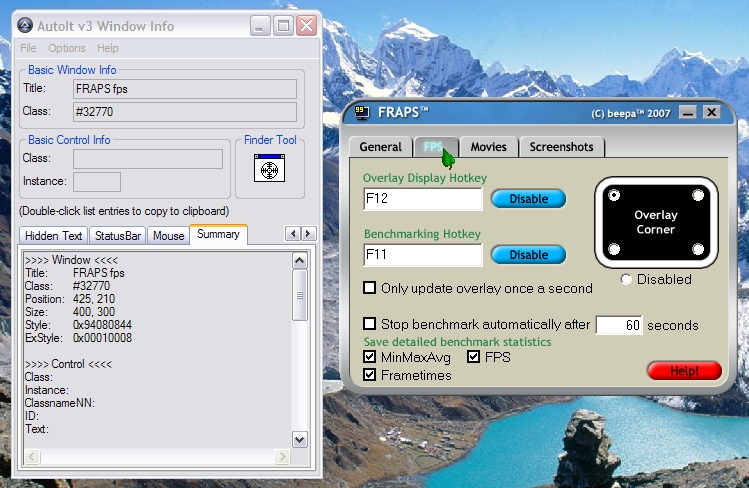 AutoIt v3 Window Info
File Options Help
Basic Window Info
Title: FRAPS fps
Class: #32770
Basic Control Info
Class:
Instance:
Finder Tool
(Double-click list entries to copy to clipboard)
Hidden Text StatusBar Mouse Summary
>>>> Window <<<<
Title: FRAPS fps
Class: #32770
Position: 425, 210
Size: 400, 300
Style: 0x94080844
ExStyle: 0x00010008
>>>> Control <<<<
Class:
Instance:
ClassnameNN:
ID:
Text:
99 FRAPS™ (C) beepa™ 2007
General FPS Movies Screenshots
Overlay Display Hotkey
F12 Disable
Benchmarking Hotkey
F11 Disable
Overlay
Corner
Disabled
Only update overlay once a second
Stop benchmark automatically after 60 seconds
Save detailed benchmark statistics
MinMaxAvg FPS
Frametimes
Help!